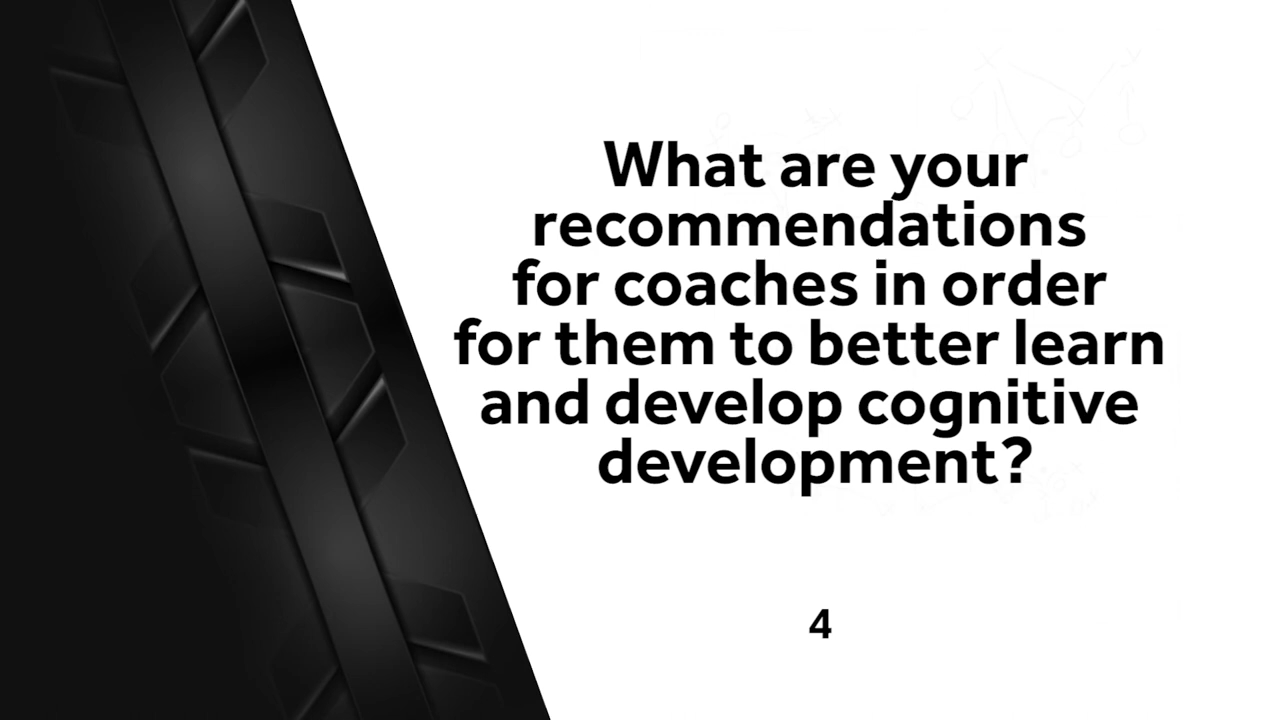 What are your
recommendations
for coaches in order
for them to better learn
and develop cognitive
development?
4